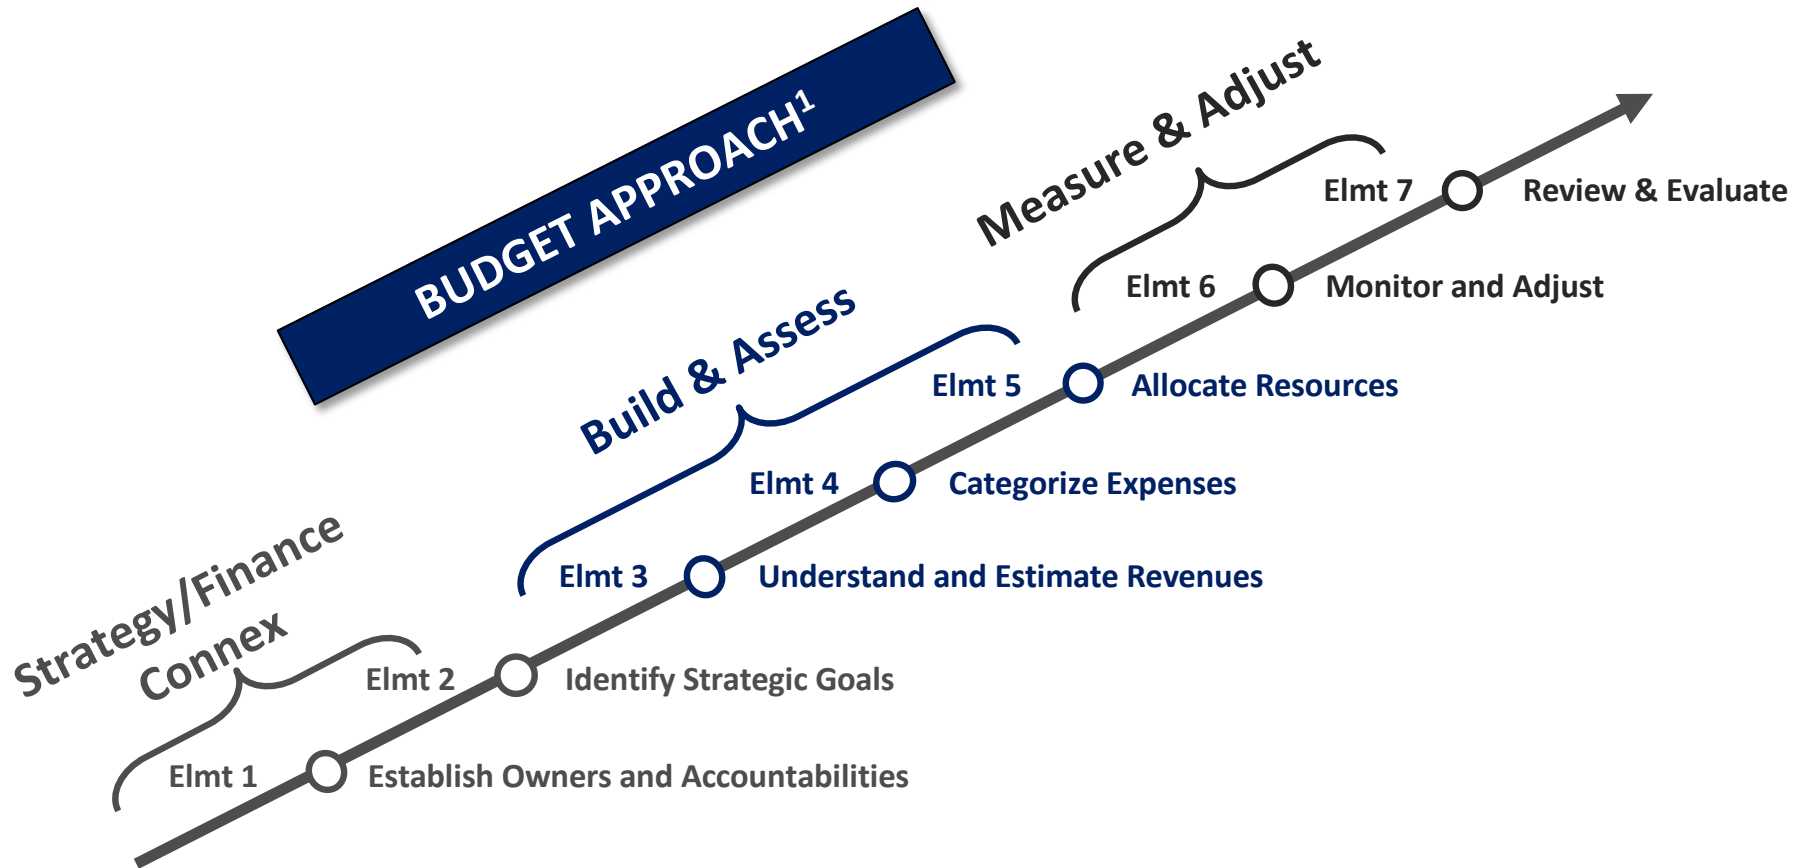 BUDGET APPROACH¹
Measure & Adjust
Elmt 7
Review & Evaluate
Elmt 6
Monitor and Adjust
Build & Assess
Elmt 5
Allocate Resources
Elmt 4
Categorize Expenses
Elmt 3
Understand and Estimate Revenues
Strategy/Finance
Connex
Elmt 2
Identify Strategic Goals
Elmt 1
Establish Owners and Accountabilities